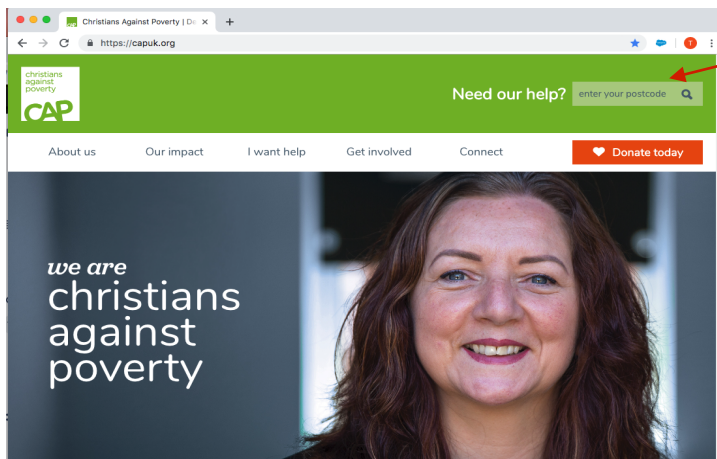 Christians Against Poverty | De
https://capuk.org
T
christians
against
poverty
CAP
Need our help?
enter your postcode
About us
Our impact
I want help
Get involved
Connect
Donate today
we are
christians
against
poverty